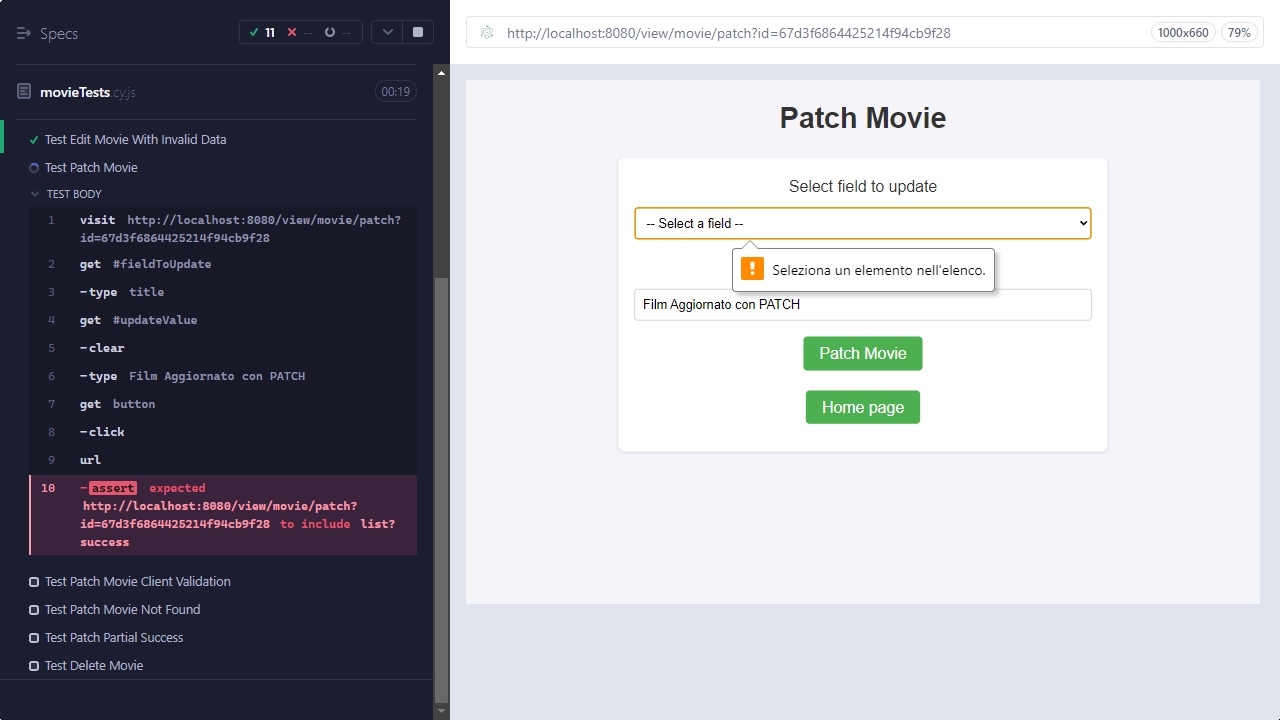 Specs
11 -- --
movieTests.cy.js
00:19
Test Edit Movie With Invalid Data
Test Patch Movie
TEST BODY
1 visit http://localhost:8080/view/movie/patch?
id=67d3f6864425214f94cb9f28
2 get #fieldToUpdate
3 -type title
4 get #updateValue
5 -clear
6 -type Film Aggiornato con PATCH
7 get button
8 -click
9 url
10 -assert expected
http://localhost:8080/view/movie/patch?
id=67d3f6864425214f94cb9f28 to include list?
success
Test Patch Movie Client Validation
Test Patch Movie Not Found
Test Patch Partial Success
Test Delete Movie
http://localhost:8080/view/movie/patch?id=67d3f6864425214f94cb9f28
1000x660
79%
Patch Movie
Select field to update
-- Select a field --
Seleziona un elemento nell'elenco.
Film Aggiornato con PATCH
Patch Movie
Home page